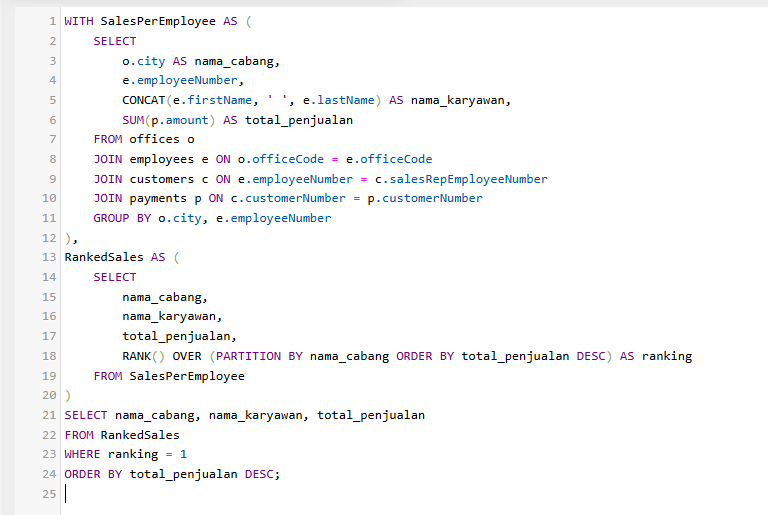 1 WITH SalesPerEmployee AS (
2 SELECT
3 o.city AS nama_cabang,
4 e.employeeNumber,
5 CONCAT(e.firstName, ' ', e.lastName) AS nama_karyawan,
6 SUM(p.amount) AS total_penjualan
7 FROM offices o
8 JOIN employees e ON o.officeCode = e.officeCode
9 JOIN customers c ON e.employeeNumber = c.salesRepEmployeeNumber
10 JOIN payments p ON c.customerNumber = p.customerNumber
11 GROUP BY o.city, e.employeeNumber
12 ),
13 RankedSales AS (
14 SELECT
15 nama_cabang,
16 nama_karyawan,
17 total_penjualan,
18 RANK() OVER (PARTITION BY nama_cabang ORDER BY total_penjualan DESC) AS ranking
19 FROM SalesPerEmployee
20 )
21 SELECT nama_cabang, nama_karyawan, total_penjualan
22 FROM RankedSales
23 WHERE ranking = 1
24 ORDER BY total_penjualan DESC;
25